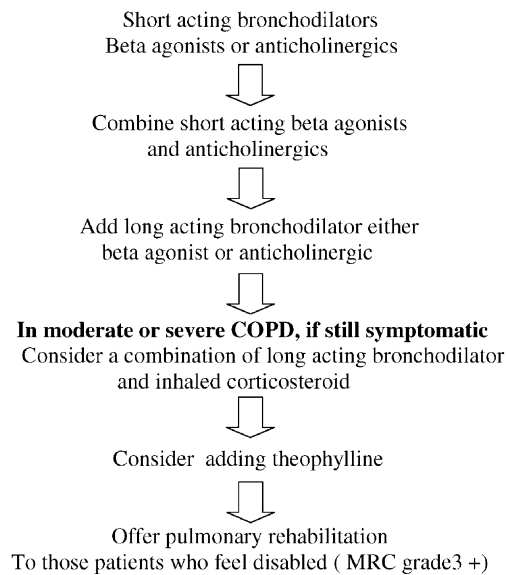 Short acting bronchodilators
Beta agonists or anticholinergics
Combine short acting beta agonists
and anticholinergics
Add long acting bronchodilator either
beta agonist or anticholinergic
In moderate or severe COPD, if still symptomatic
Consider a combination of long acting bronchodilator
and inhaled corticosteroid
Consider adding theophylline
Offer pulmonary rehabilitation
To those patients who feel disabled ( MRC grade3 +)